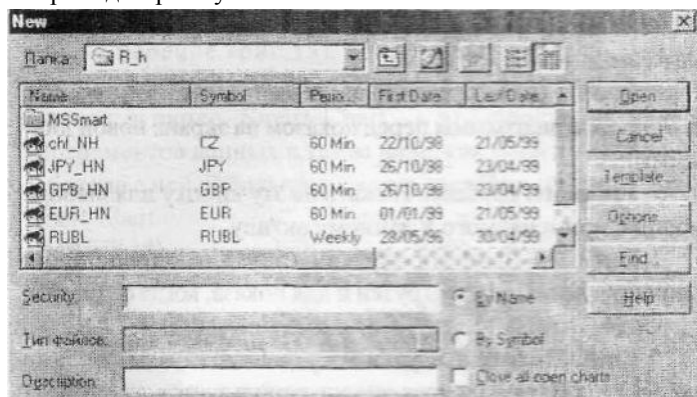 New
Папка: R_h
Name Symbol Perio... First Date Last Date
MSSmart
chf_NH CZ 60 Min 22/10/98 21/05/99
JPY_HN JPY 60 Min 26/10/98 23/04/99
GPB_HN GBP 60 Min 26/10/98 23/04/99
EUR_HN EUR 60 Min 01/01/99 21/05/99
RUBL RUBL Weekly 28/05/96 30/04/99
Open
Cancel
Template...
Options...
Find...
Help
Security:
By Name
Тип файлов:
By Symbol
Description:
Close all open charts